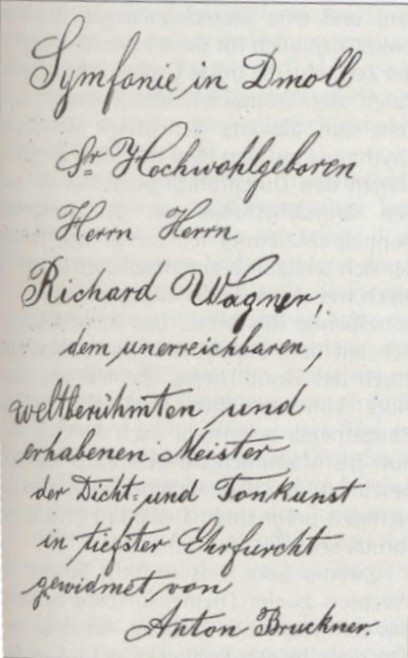 Symfonie in Dmoll
Sr Hochwohlgeboren
Herrn Herrn
Richard Wagner!
dem unerreichbaren,
weltberühmten, und
erhabenen Meister
der Dicht= und Tonkunst
in tiefster Ehrfurcht
gewidmet von
Anton Bruckner.